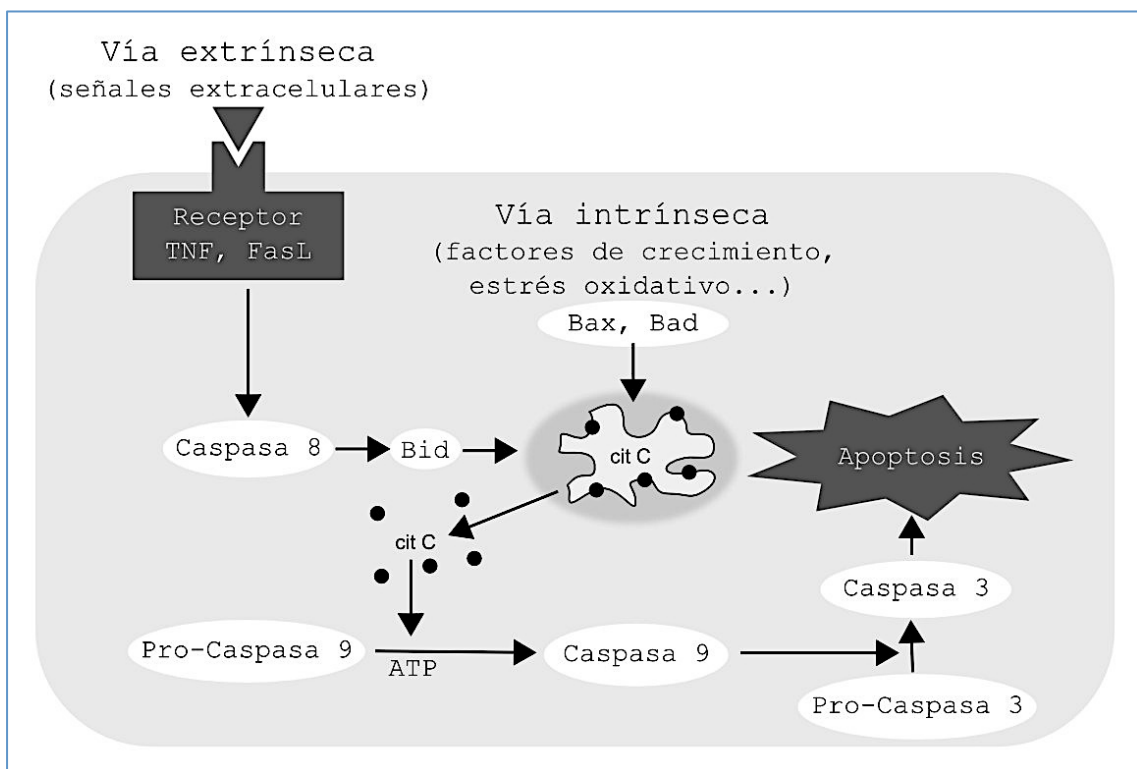 Vía extrínseca
(señales extracelulares)
Receptor
TNF, FasL
Vía intrínseca
(factores de crecimiento,
estrés oxidativo...)
Bax, Bad
Caspasa 8
Bid
cit C
Apoptosis
cit C
Caspasa 3
Pro-Caspasa 9
ATP
Caspasa 9
Pro-Caspasa 3